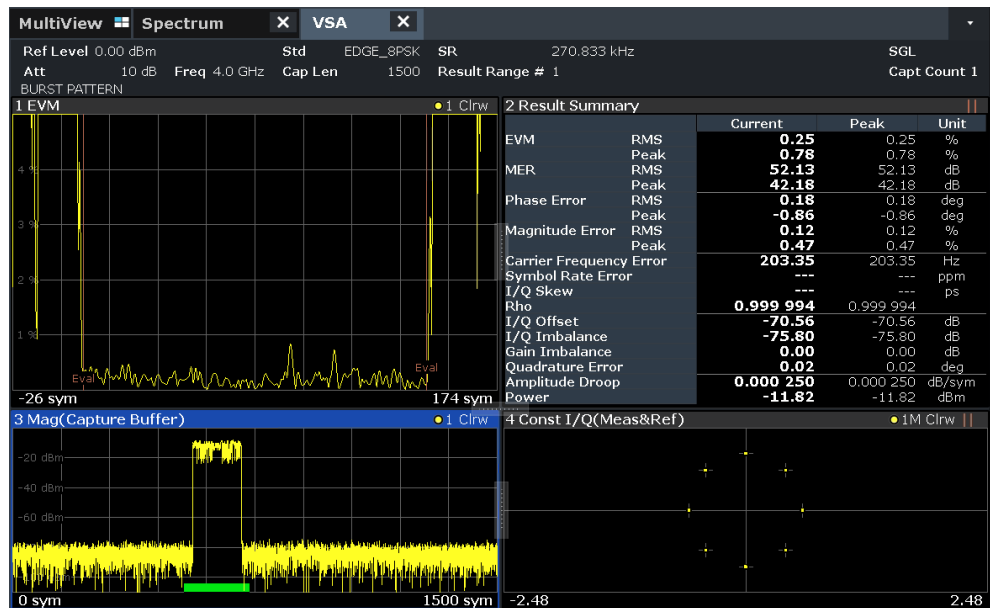 MultiView Spectrum X VSA X
Ref Level 0.00 dBm Std EDGE_8PSK SR 270.833 kHz SGL
Att 10 dB Freq 4.0 GHz Cap Len 1500 Result Range # 1 Capt Count 1
BURST PATTERN
1 EVM 1 Clrw
4 %
3 %
2 %
1 %
Eval Eval
-26 sym 174 sym
2 Result Summary
Current Peak Unit
EVM RMS 0.25 0.25 %
Peak 0.78 0.78 %
MER RMS 52.13 52.13 dB
Peak 42.18 42.18 dB
Phase Error RMS 0.18 0.18 deg
Peak -0.86 -0.86 deg
Magnitude Error RMS 0.12 0.12 %
Peak 0.47 0.47 %
Carrier Frequency Error 203.35 203.35 Hz
Symbol Rate Error --- --- ppm
I/Q Skew --- --- ps
Rho 0.999 994 0.999 994
I/Q Offset -70.56 -70.56 dB
I/Q Imbalance -75.80 -75.80 dB
Gain Imbalance 0.00 0.00 dB
Quadrature Error 0.02 0.02 deg
Amplitude Droop 0.000 250 0.000 250 dB/sym
Power -11.82 -11.82 dBm
3 Mag(Capture Buffer) 1 Clrw
-20 dBm
-40 dBm
-60 dBm
0 sym 1500 sym
4 Const I/Q(Meas&Ref) 1M Clrw
-2.48 2.48